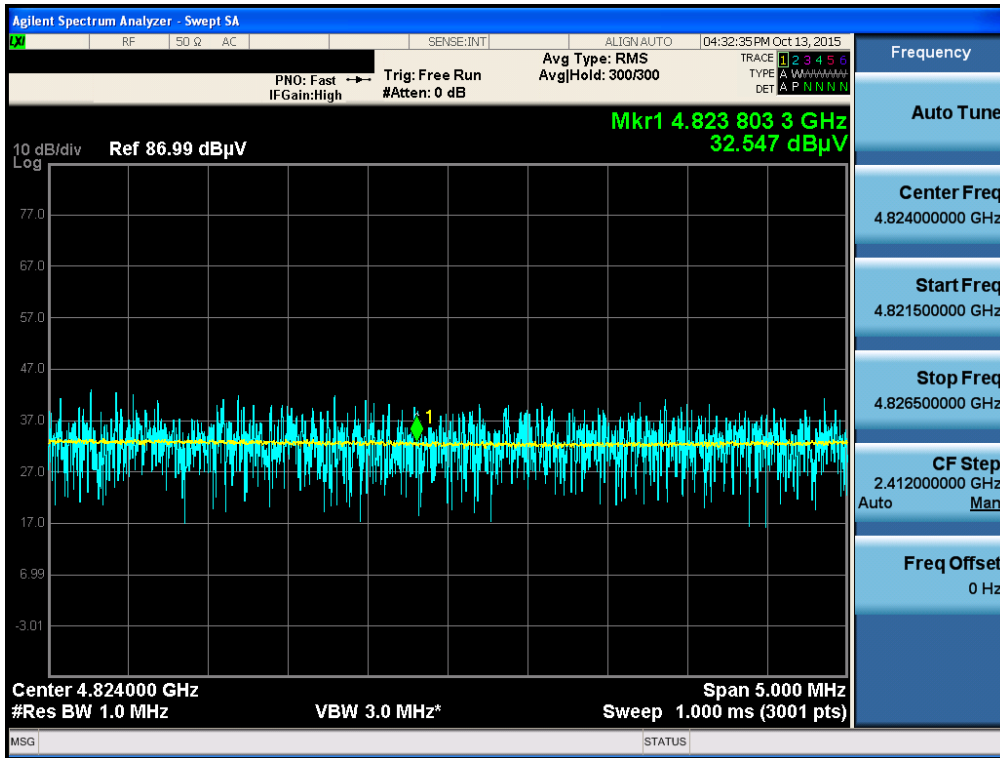 Agilent Spectrum Analyzer - Swept SA
LXI RF 50 Ω AC SENSE:INT ALIGN AUTO 04:32:35 PM Oct 13, 2015
PNO: Fast
IFGain:High
Trig: Free Run
#Atten: 0 dB
Avg Type: RMS
Avg|Hold: 300/300
TRACE 1 2 3 4 5 6
TYPE A WWWWW
DET A P N N N N
Mkr1 4.823 803 3 GHz
32.547 dBµV
10 dB/div Ref 86.99 dBµV
Log
77.0
67.0
57.0
47.0
37.0
27.0
17.0
6.99
-3.01
1
Center 4.824000 GHz Span 5.000 MHz
#Res BW 1.0 MHz VBW 3.0 MHz* Sweep 1.000 ms (3001 pts)
MSG STATUS
Frequency
Auto Tune
Center Freq
4.824000000 GHz
Start Freq
4.821500000 GHz
Stop Freq
4.826500000 GHz
CF Step
2.412000000 GHz
Auto Man
Freq Offset
0 Hz